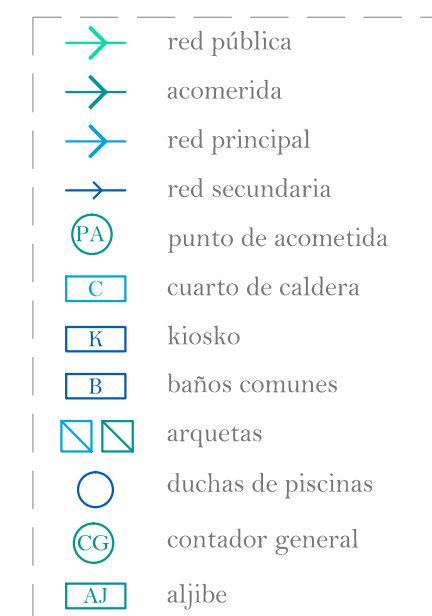 red pública
acomerida
red principal
red secundaria
PA punto de acometida
C cuarto de caldera
K kiosko
B baños comunes
arquetas
duchas de piscinas
CG contador general
AJ aljibe